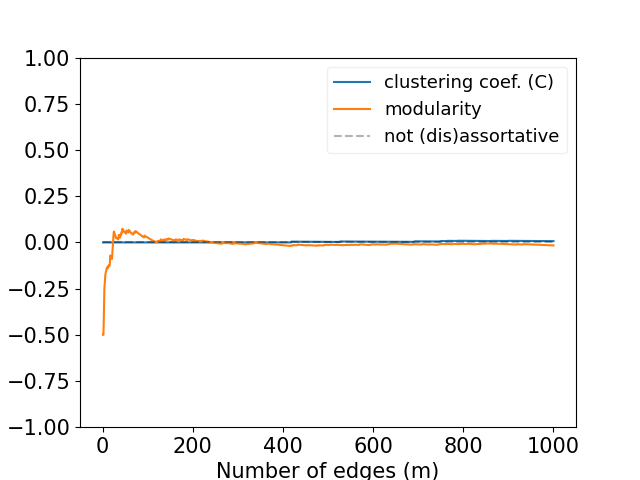 1.00
0.75
0.50
0.25
0.00
−0.25
−0.50
−0.75
−1.00
clustering coef. (C)
modularity
not (dis)assortative
0 200 400 600 800 1000
Number of edges (m)